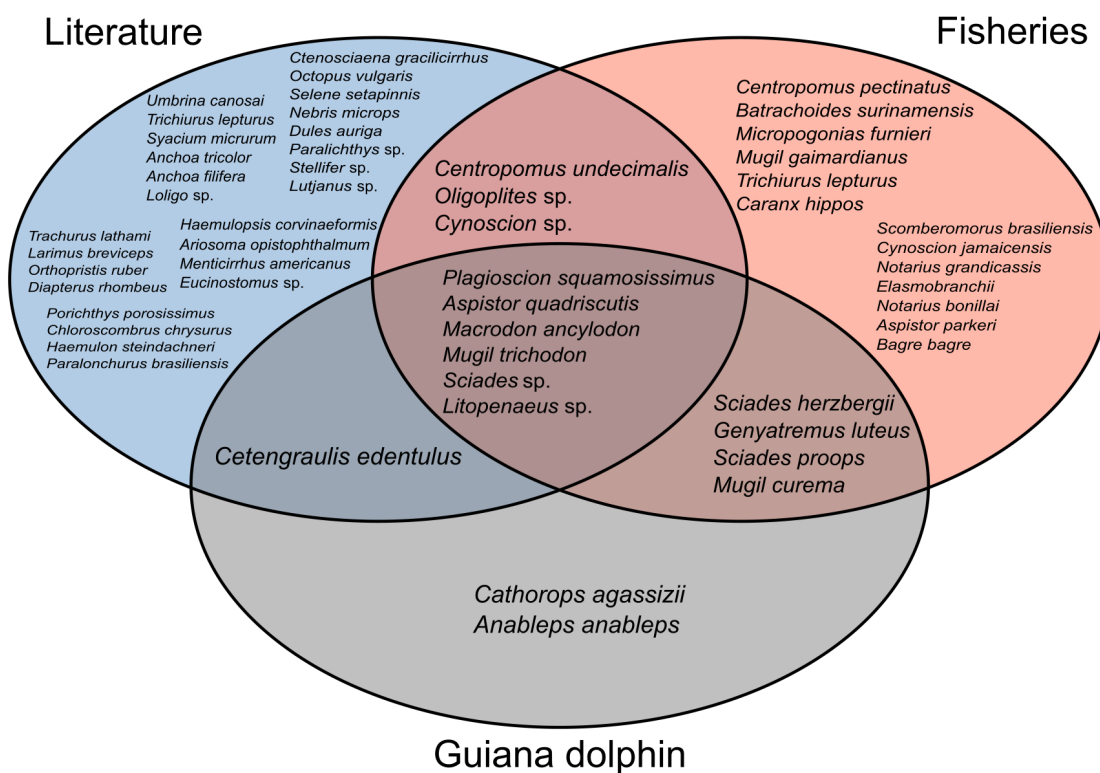 Literature
Fisheries
Ctenosciaena gracilicirrhus
Octopus vulgaris
Selene setapinnis
Nebris microps
Dules auriga
Paralichthys sp.
Stellifer sp.
Lutjanus sp.
Umbrina canosai
Trichiurus lepturus
Syacium micrurum
Anchoa tricolor
Anchoa filifera
Loligo sp.
Haemulopsis corvinaeformis
Ariosoma opistophthalmum
Menticirrhus americanus
Eucinostomus sp.
Trachurus lathami
Larimus breviceps
Orthopristis ruber
Diapterus rhombeus
Porichthys porosissimus
Chloroscombrus chrysurus
Haemulon steindachneri
Paralonchurus brasiliensis
Centropomus undecimalis
Oligoplites sp.
Cynoscion sp.
Centropomus pectinatus
Batrachoides surinamensis
Micropogonias furnieri
Mugil gaimardianus
Trichiurus lepturus
Caranx hippos
Scomberomorus brasiliensis
Cynoscion jamaicensis
Notarius grandicassis
Elasmobranchii
Notarius bonillai
Aspistor parkeri
Bagre bagre
Plagioscion squamosissimus
Aspistor quadriscutis
Macrodon ancylodon
Mugil trichodon
Sciades sp.
Litopenaeus sp.
Cetengraulis edentulus
Sciades herzbergii
Genyatremus luteus
Sciades proops
Mugil curema
Cathorops agassizii
Anableps anableps
Guiana dolphin